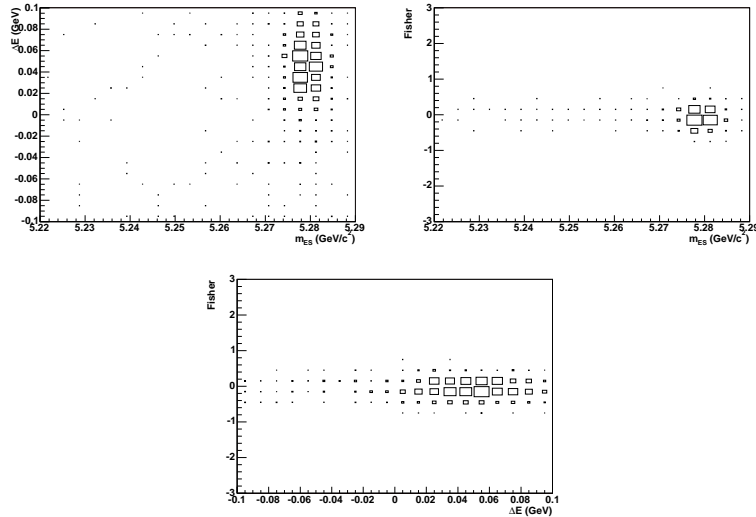 ΔE (GeV)
0.1
0.08
0.06
0.04
0.02
0
-0.02
-0.04
-0.06
-0.08
-0.1
5.22 5.23 5.24 5.25 5.26 5.27 5.28 5.29
m_ES (GeV/c²)
Fisher
3
2
1
0
-1
-2
-3
5.22 5.23 5.24 5.25 5.26 5.27 5.28 5.29
m_ES (GeV/c²)
Fisher
3
2
1
0
-1
-2
-3
-0.1 -0.08 -0.06 -0.04 -0.02 0 0.02 0.04 0.06 0.08 0.1
ΔE (GeV)